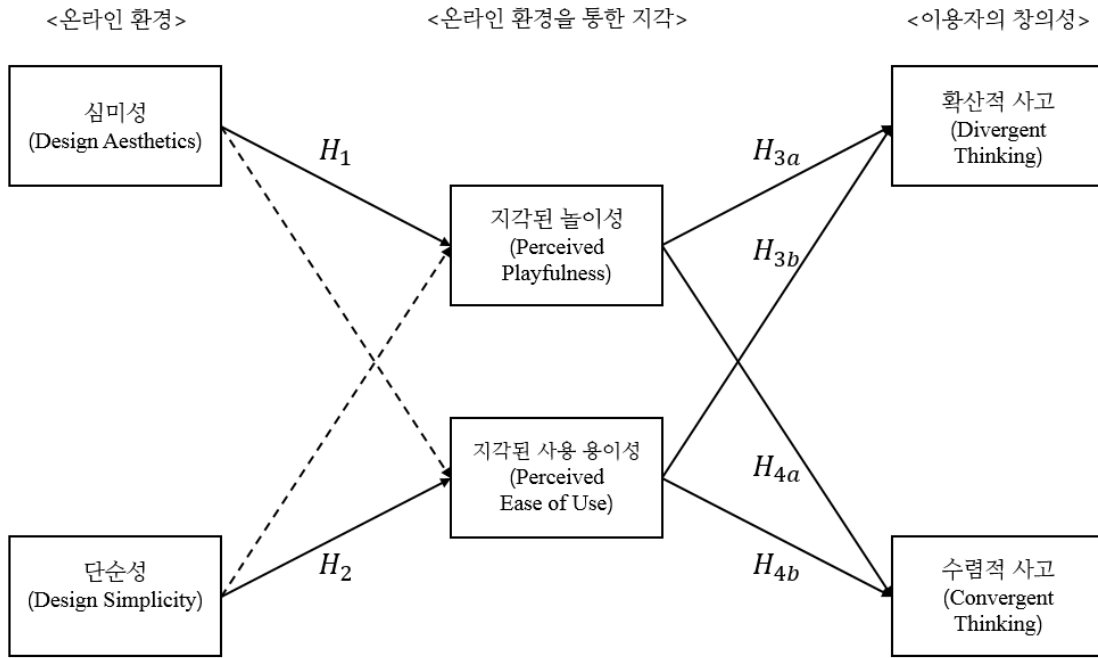 <온라인 환경>
<온라인 환경을 통한 지각>
<이용자의 창의성>
심미성
(Design Aesthetics)
확산적 사고
(Divergent
Thinking)
H1
H3a
지각된 놀이성
(Perceived
Playfulness)
H3b
지각된 사용 용이성
(Perceived
Ease of Use)
H4a
단순성
(Design Simplicity)
H2
H4b
수렴적 사고
(Convergent
Thinking)